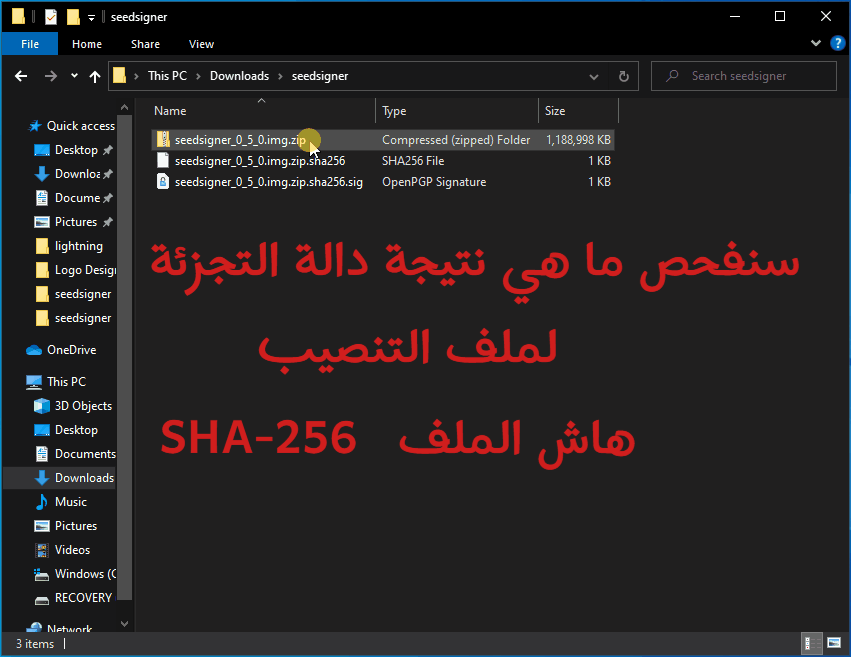 seedsigner
File Home Share View
This PC > Downloads > seedsigner
Search seedsigner
Name Type Size
seedsigner_0_5_0.img.zip Compressed (zipped) Folder 1,188,998 KB
seedsigner_0_5_0.img.zip.sha256 SHA256 File 1 KB
seedsigner_0_5_0.img.zip.sha256.sig OpenPGP Signature 1 KB
Quick access
Desktop
Downloa
Docume
Pictures
lightning
Logo Desig
seedsigner
seedsigner
OneDrive
This PC
3D Objects
Desktop
Documents
Downloads
Music
Pictures
Videos
Windows (C
RECOVERY
Network
سنفحص ما هي نتيجة دالة التجزئة
لملف التنصيب
هاش الملف SHA-256
3 items